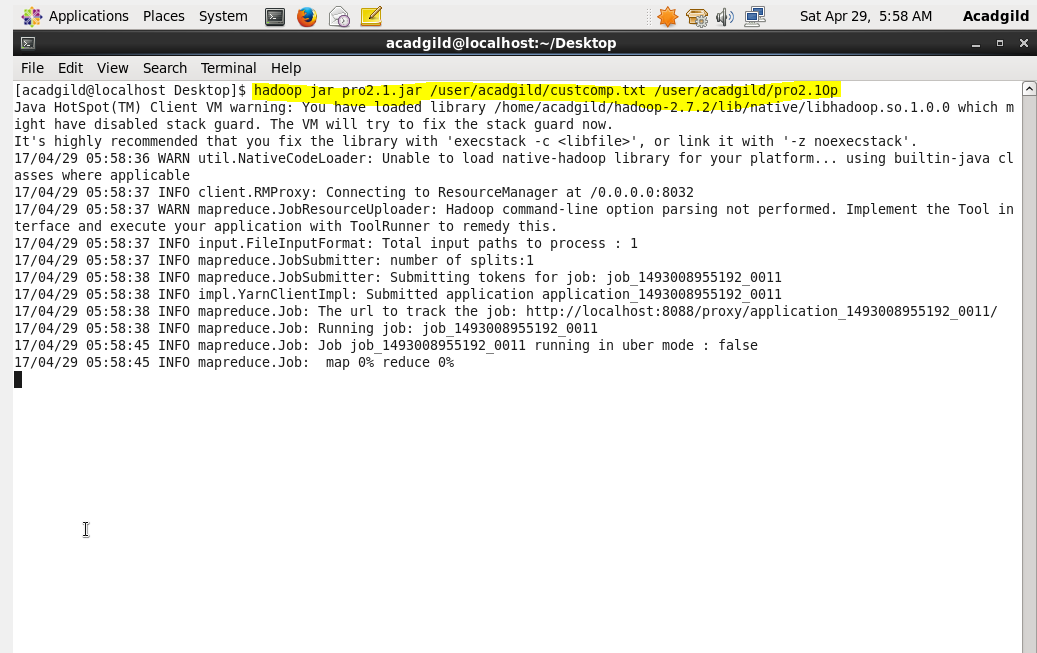 Applications Places System Sat Apr 29, 5:58 AM Acadgild
acadgild@localhost:~/Desktop
File Edit View Search Terminal Help
[acadgild@localhost Desktop]$ hadoop jar pro2.1.jar /user/acadgild/custcomp.txt /user/acadgild/pro2.1Op
Java HotSpot(TM) Client VM warning: You have loaded library /home/acadgild/hadoop-2.7.2/lib/native/libhadoop.so.1.0.0 which m
ight have disabled stack guard. The VM will try to fix the stack guard now.
It's highly recommended that you fix the library with 'execstack -c <libfile>', or link it with '-z noexecstack'.
17/04/29 05:58:36 WARN util.NativeCodeLoader: Unable to load native-hadoop library for your platform... using builtin-java cl
asses where applicable
17/04/29 05:58:37 INFO client.RMProxy: Connecting to ResourceManager at /0.0.0.0:8032
17/04/29 05:58:37 WARN mapreduce.JobResourceUploader: Hadoop command-line option parsing not performed. Implement the Tool in
terface and execute your application with ToolRunner to remedy this.
17/04/29 05:58:37 INFO input.FileInputFormat: Total input paths to process : 1
17/04/29 05:58:37 INFO mapreduce.JobSubmitter: number of splits:1
17/04/29 05:58:38 INFO mapreduce.JobSubmitter: Submitting tokens for job: job_1493008955192_0011
17/04/29 05:58:38 INFO impl.YarnClientImpl: Submitted application application_1493008955192_0011
17/04/29 05:58:38 INFO mapreduce.Job: The url to track the job: http://localhost:8088/proxy/application_1493008955192_0011/
17/04/29 05:58:38 INFO mapreduce.Job: Running job: job_1493008955192_0011
17/04/29 05:58:45 INFO mapreduce.Job: Job job_1493008955192_0011 running in uber mode : false
17/04/29 05:58:45 INFO mapreduce.Job:  map 0% reduce 0%